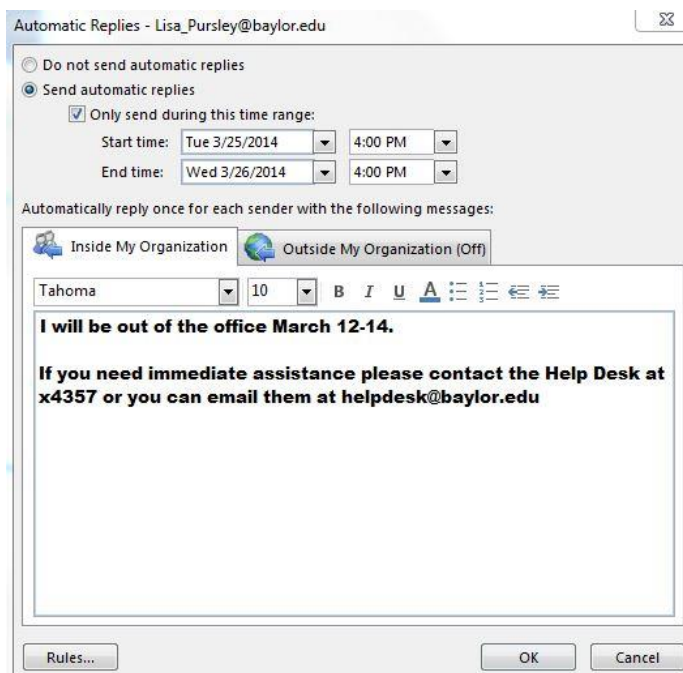 Automatic Replies - Lisa_Pursley@baylor.edu
Do not send automatic replies
Send automatic replies
Only send during this time range:
Start time: Tue 3/25/2014 4:00 PM
End time: Wed 3/26/2014 4:00 PM
Automatically reply once for each sender with the following messages:
Inside My Organization Outside My Organization (Off)
Tahoma 10 B I U A
I will be out of the office March 12-14.
If you need immediate assistance please contact the Help Desk at
x4357 or you can email them at helpdesk@baylor.edu
Rules... OK Cancel